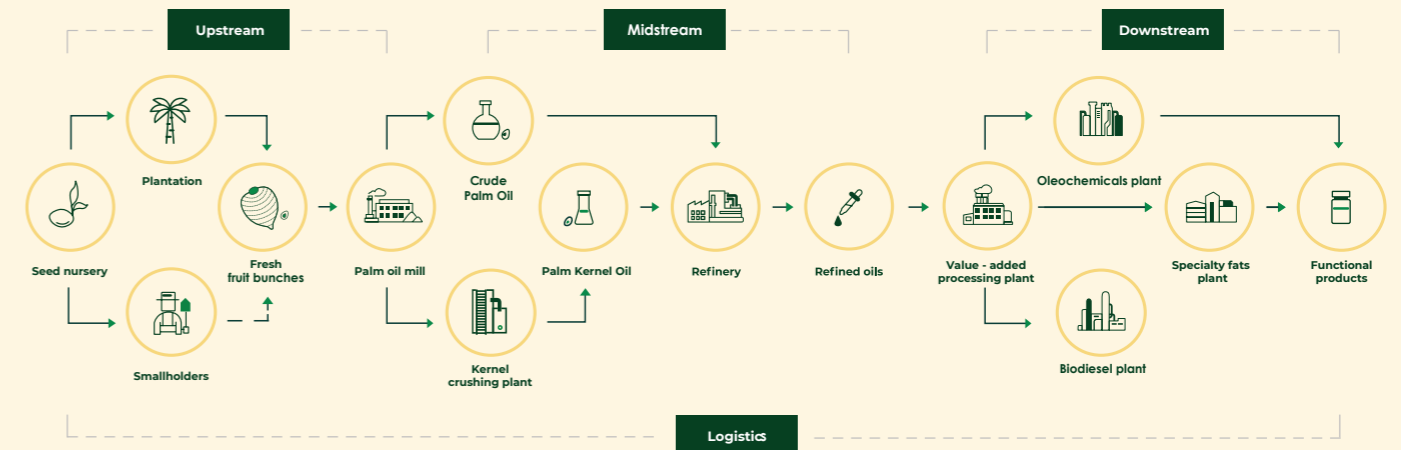 Upstream
Midstream
Downstream
Plantation
Crude
Palm Oil
Oleochemicals plant
Seed nursery
Fresh
fruit bunches
Palm oil mill
Palm Kernel Oil
Refinery
Refined oils
Value - added
processing plant
Specialty fats
plant
Functional
products
Smallholders
Kernel
crushing plant
Biodiesel plant
Logistics